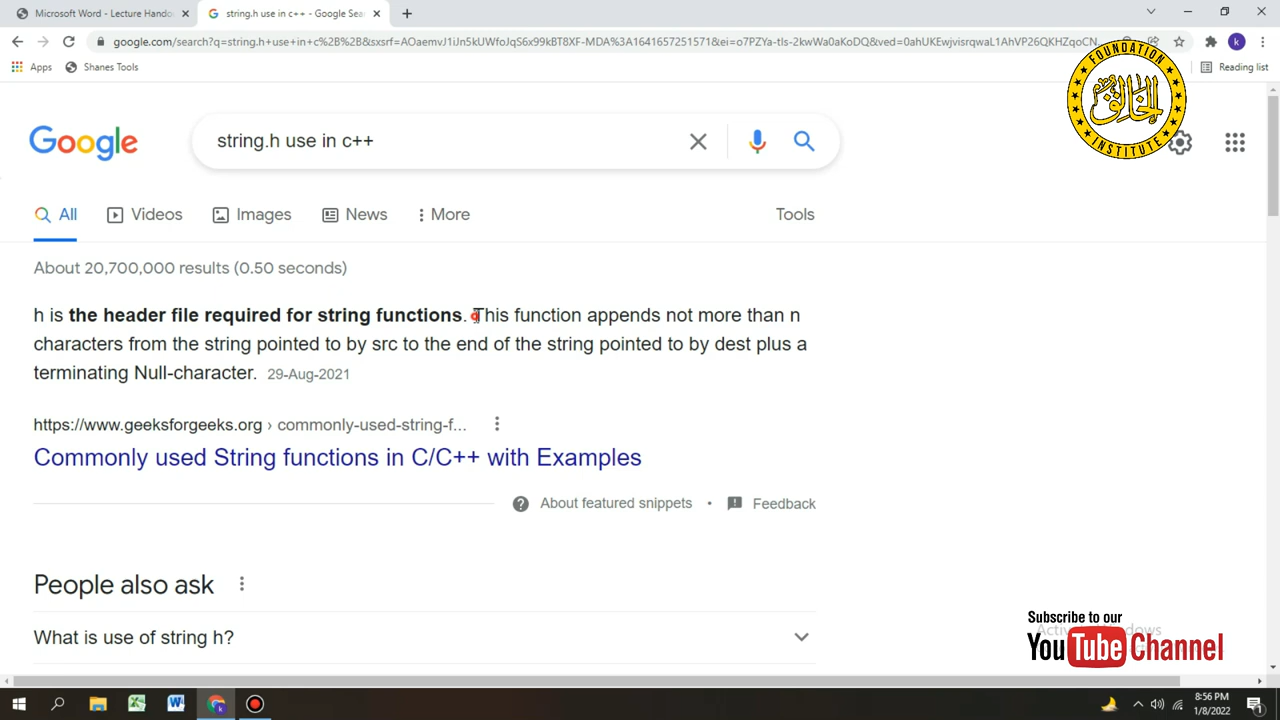 Microsoft Word - Lecture Hando
string.h use in c++ - Google Sea
google.com/search?q=string.h+use+in+c%2B%2B&sxsrf=AOaemvJ1iJn5kUWfoJqS6x99kBT8XF-MDA%3A1641657251571&ei=o7PZYa-tls-2kwWa0aKoDQ&ved=0ahUKEwjvisrqwaL1AhVP26QKHZqoCN
Apps
Shanes Tools
Reading list
FOUNDATION
INSTITUTE
Google
string.h use in c++
All
Videos
Images
News
More
Tools
About 20,700,000 results (0.50 seconds)
h is the header file required for string functions. This function appends not more than n
characters from the string pointed to by src to the end of the string pointed to by dest plus a
terminating Null-character. 29-Aug-2021
https://www.geeksforgeeks.org › commonly-used-string-f...
Commonly used String functions in C/C++ with Examples
About featured snippets • Feedback
People also ask
What is use of string h?
Subscribe to our
YouTube Channel
8:56 PM
1/8/2022